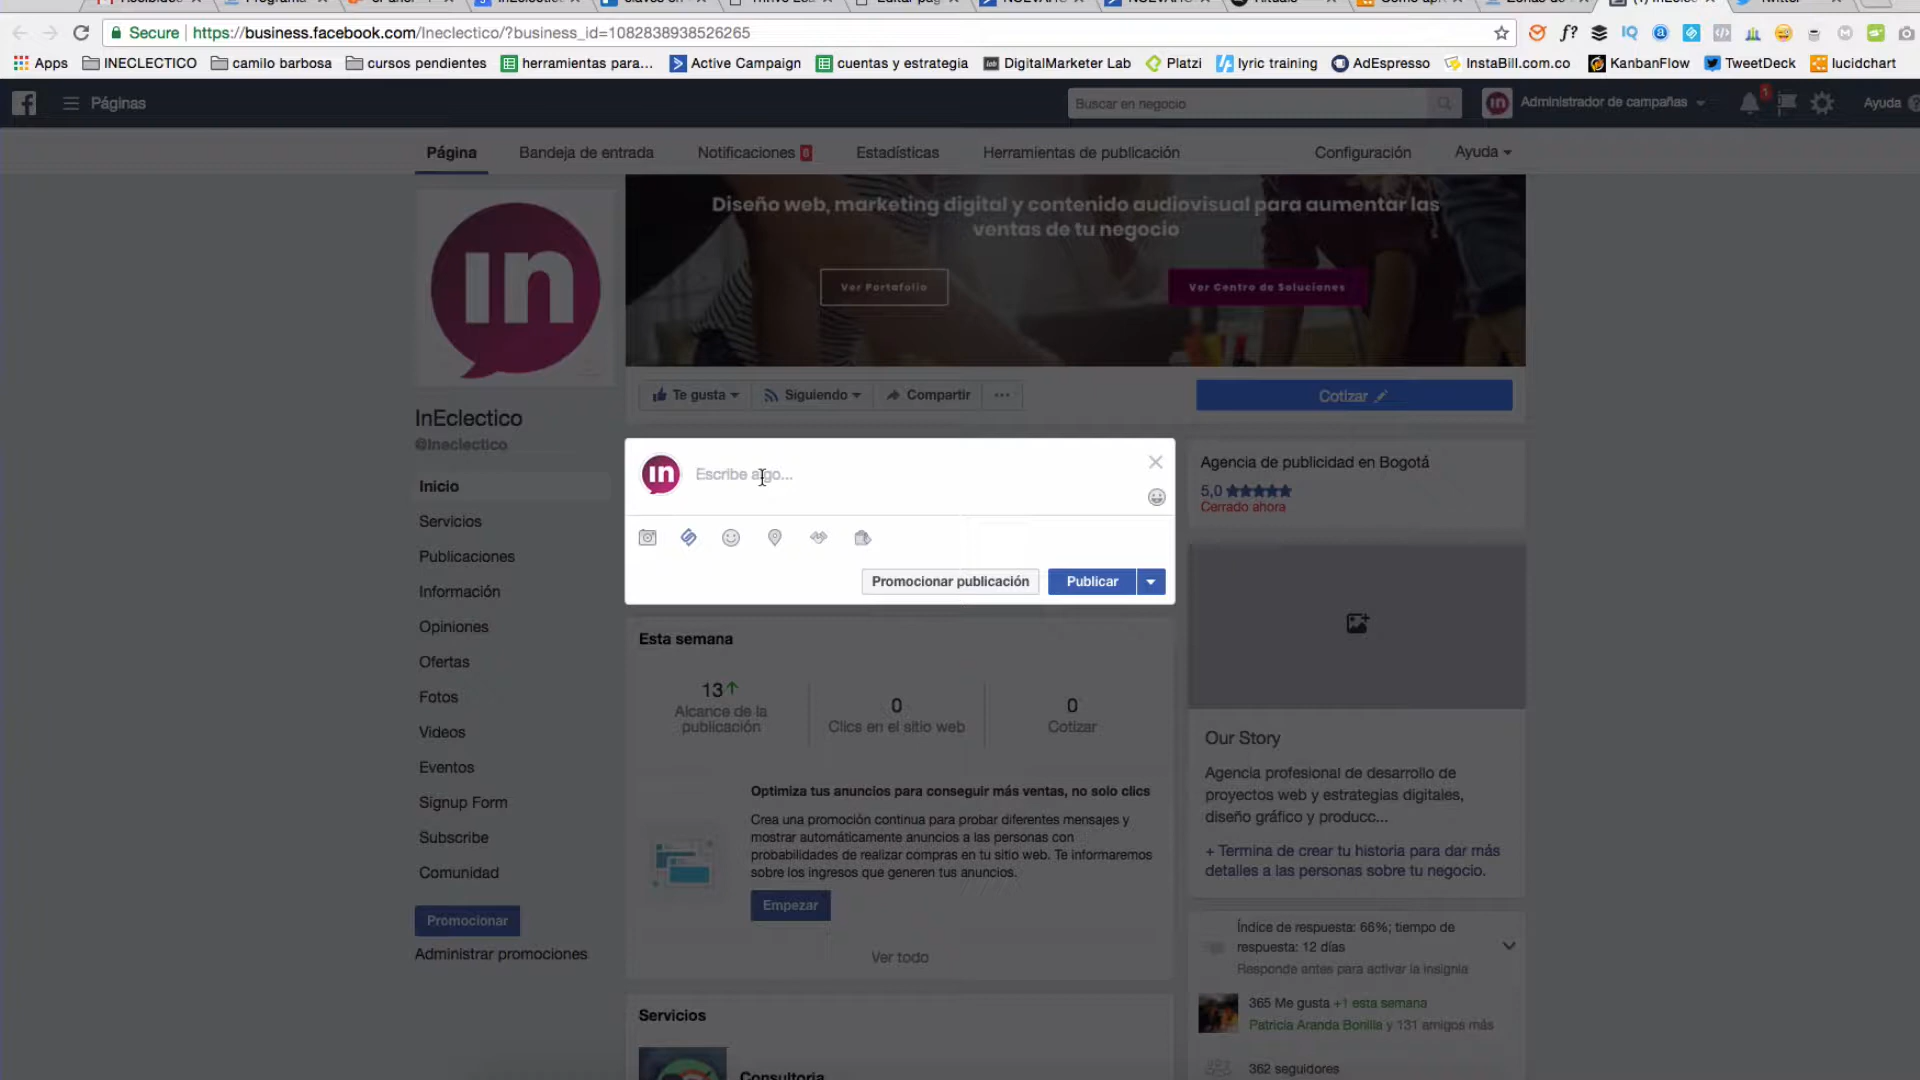 Programa
Secure
https://business.facebook.com/Ineclectico/?business_id=1082838938526265
Apps
INECLECTICO
camilo barbosa
cursos pendientes
herramientas para...
Active Campaign
cuentas y estrategia
DigitalMarketer Lab
Platzi
lyric training
AdEspresso
InstaBill.com.co
KanbanFlow
TweetDeck
lucidchart
Páginas
Buscar en negocio
Administrador de campañas
1
Ayuda
Página
Bandeja de entrada
Notificaciones
Estadísticas
Herramientas de publicación
Configuración
Ayuda
in
Diseño web, marketing digital y contenido audiovisual para aumentar las
ventas de tu negocio
Ver Portafolio
Ver Centro de Soluciones
Te gusta
Siguiendo
Compartir
Cotizar
InEclectico
@Ineclectico
Inicio
Servicios
Publicaciones
Información
Opiniones
Ofertas
Fotos
Videos
Eventos
Signup Form
Subscribe
Comunidad
Promocionar
Administrar promociones
in
Escribe algo...
Promocionar publicación
Publicar
Esta semana
13
Alcance de la
publicación
0
Clics en el sitio web
0
Cotizar
Optimiza tus anuncios para conseguir más ventas, no solo clics
Crea una promoción continua para probar diferentes mensajes y
mostrar automáticamente anuncios a las personas con
probabilidades de realizar compras en tu sitio web. Te informaremos
sobre los ingresos que generen tus anuncios.
Empezar
Ver todo
Servicios
Consultoria
Agencia de publicidad en Bogotá
5,0
Cerrado ahora
Our Story
Agencia profesional de desarrollo de
proyectos web y estrategias digitales,
diseño gráfico y producc...
+ Termina de crear tu historia para dar más
detalles a las personas sobre tu negocio.
Índice de respuesta: 66%; tiempo de
respuesta: 12 días
Responde antes para activar la insignia
365 Me gusta +1 esta semana
Patricia Aranda Bonilla y 131 amigos más
362 seguidores